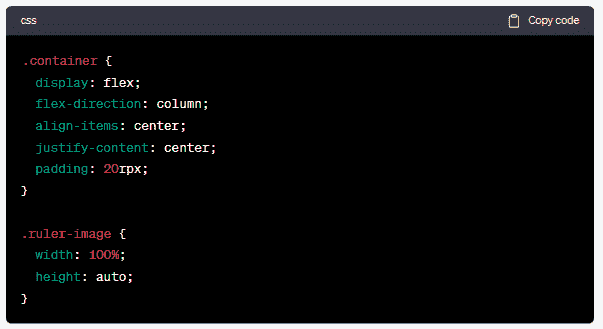 css
Copy code
.container {
  display: flex;
  flex-direction: column;
  align-items: center;
  justify-content: center;
  padding: 20rpx;
}

.ruler-image {
  width: 100%;
  height: auto;
}